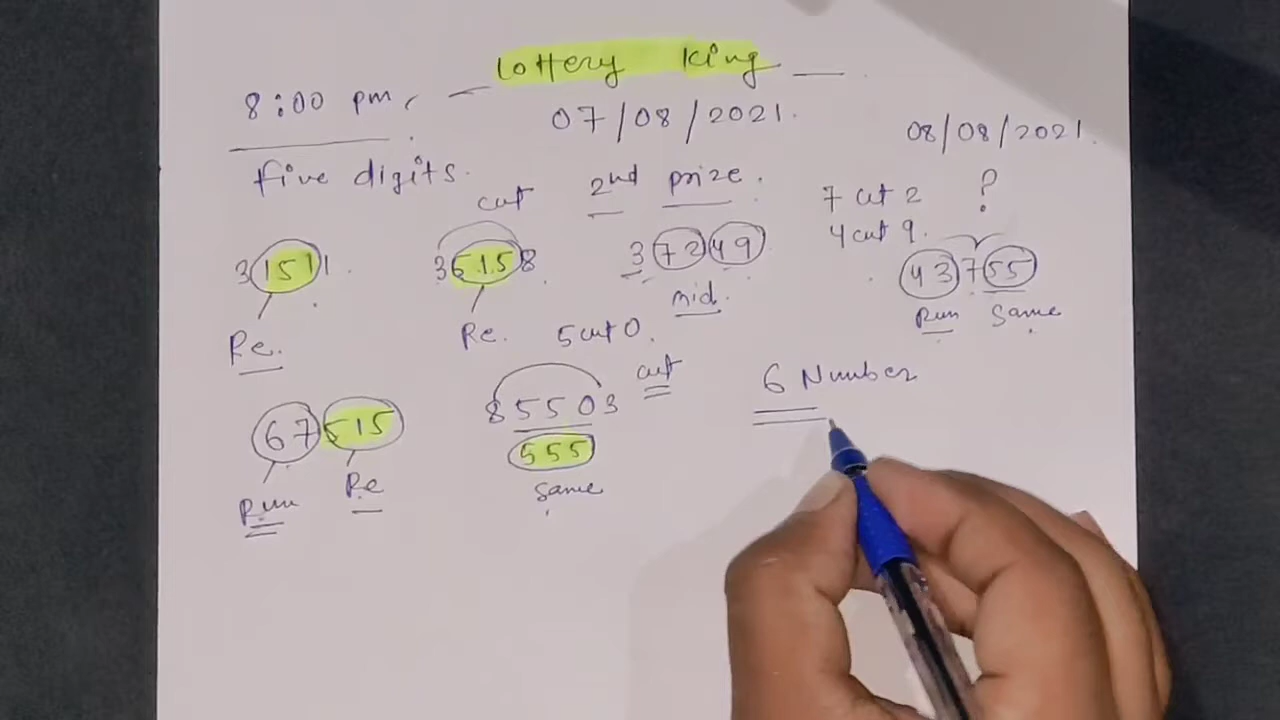 Lottery King
8:00 pm,
07/08/2021.
08/08/2021.
five digits.
cut
2nd prize.
7 cut 2
?
4 cut 9.
31511.
36158
37249
43755
Re.
Re.
5 cut 0.
mid.
Run
Same
67515
85503
cut
6 Number
555
Run
Re
Same